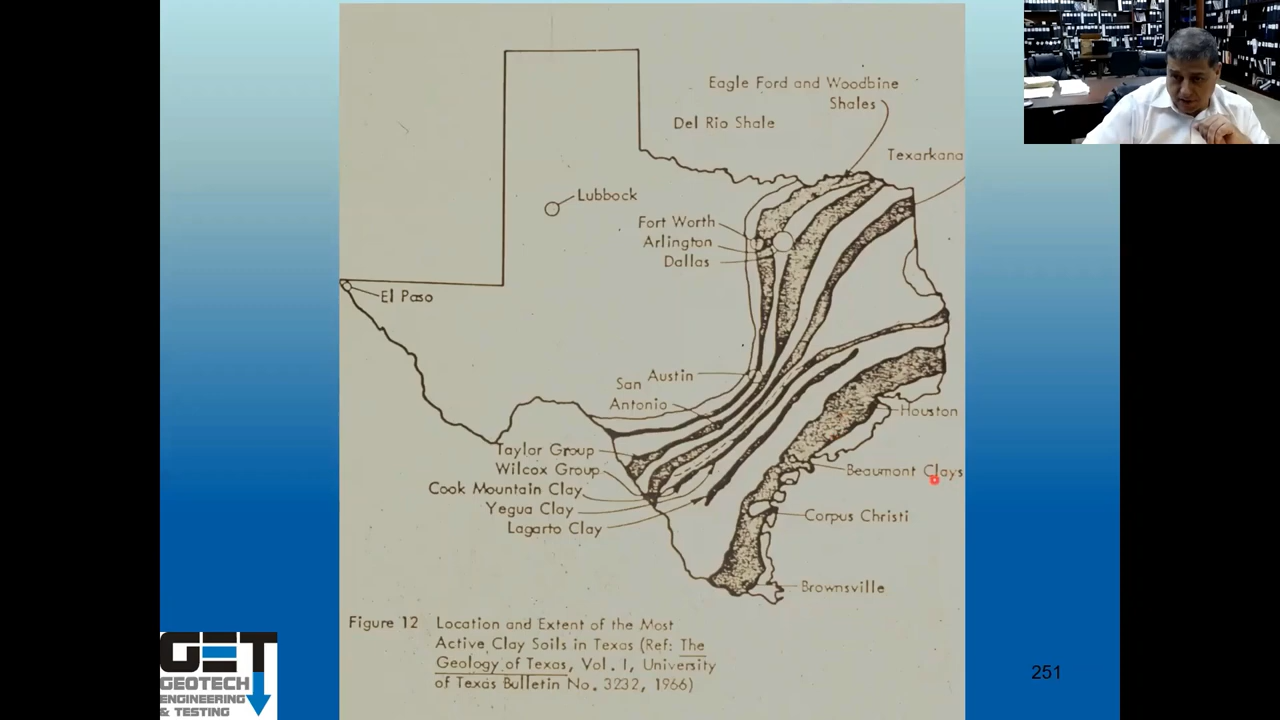 Eagle Ford and Woodbine
Shales
Del Rio Shale
Texarkana
Lubbock
Fort Worth
Arlington
Dallas
El Paso
Austin
San
Antonio
Houston
Taylor Group
Wilcox Group
Beaumont Clays
Cook Mountain Clay
Yegua Clay
Corpus Christi
Lagarto Clay
Brownsville
Figure 12 Location and Extent of the Most
Active Clay Soils in Texas (Ref: The
Geology of Texas, Vol. I, University
of Texas Bulletin No. 3232, 1966)
GET
GEOTECH
ENGINEERING
& TESTING
251